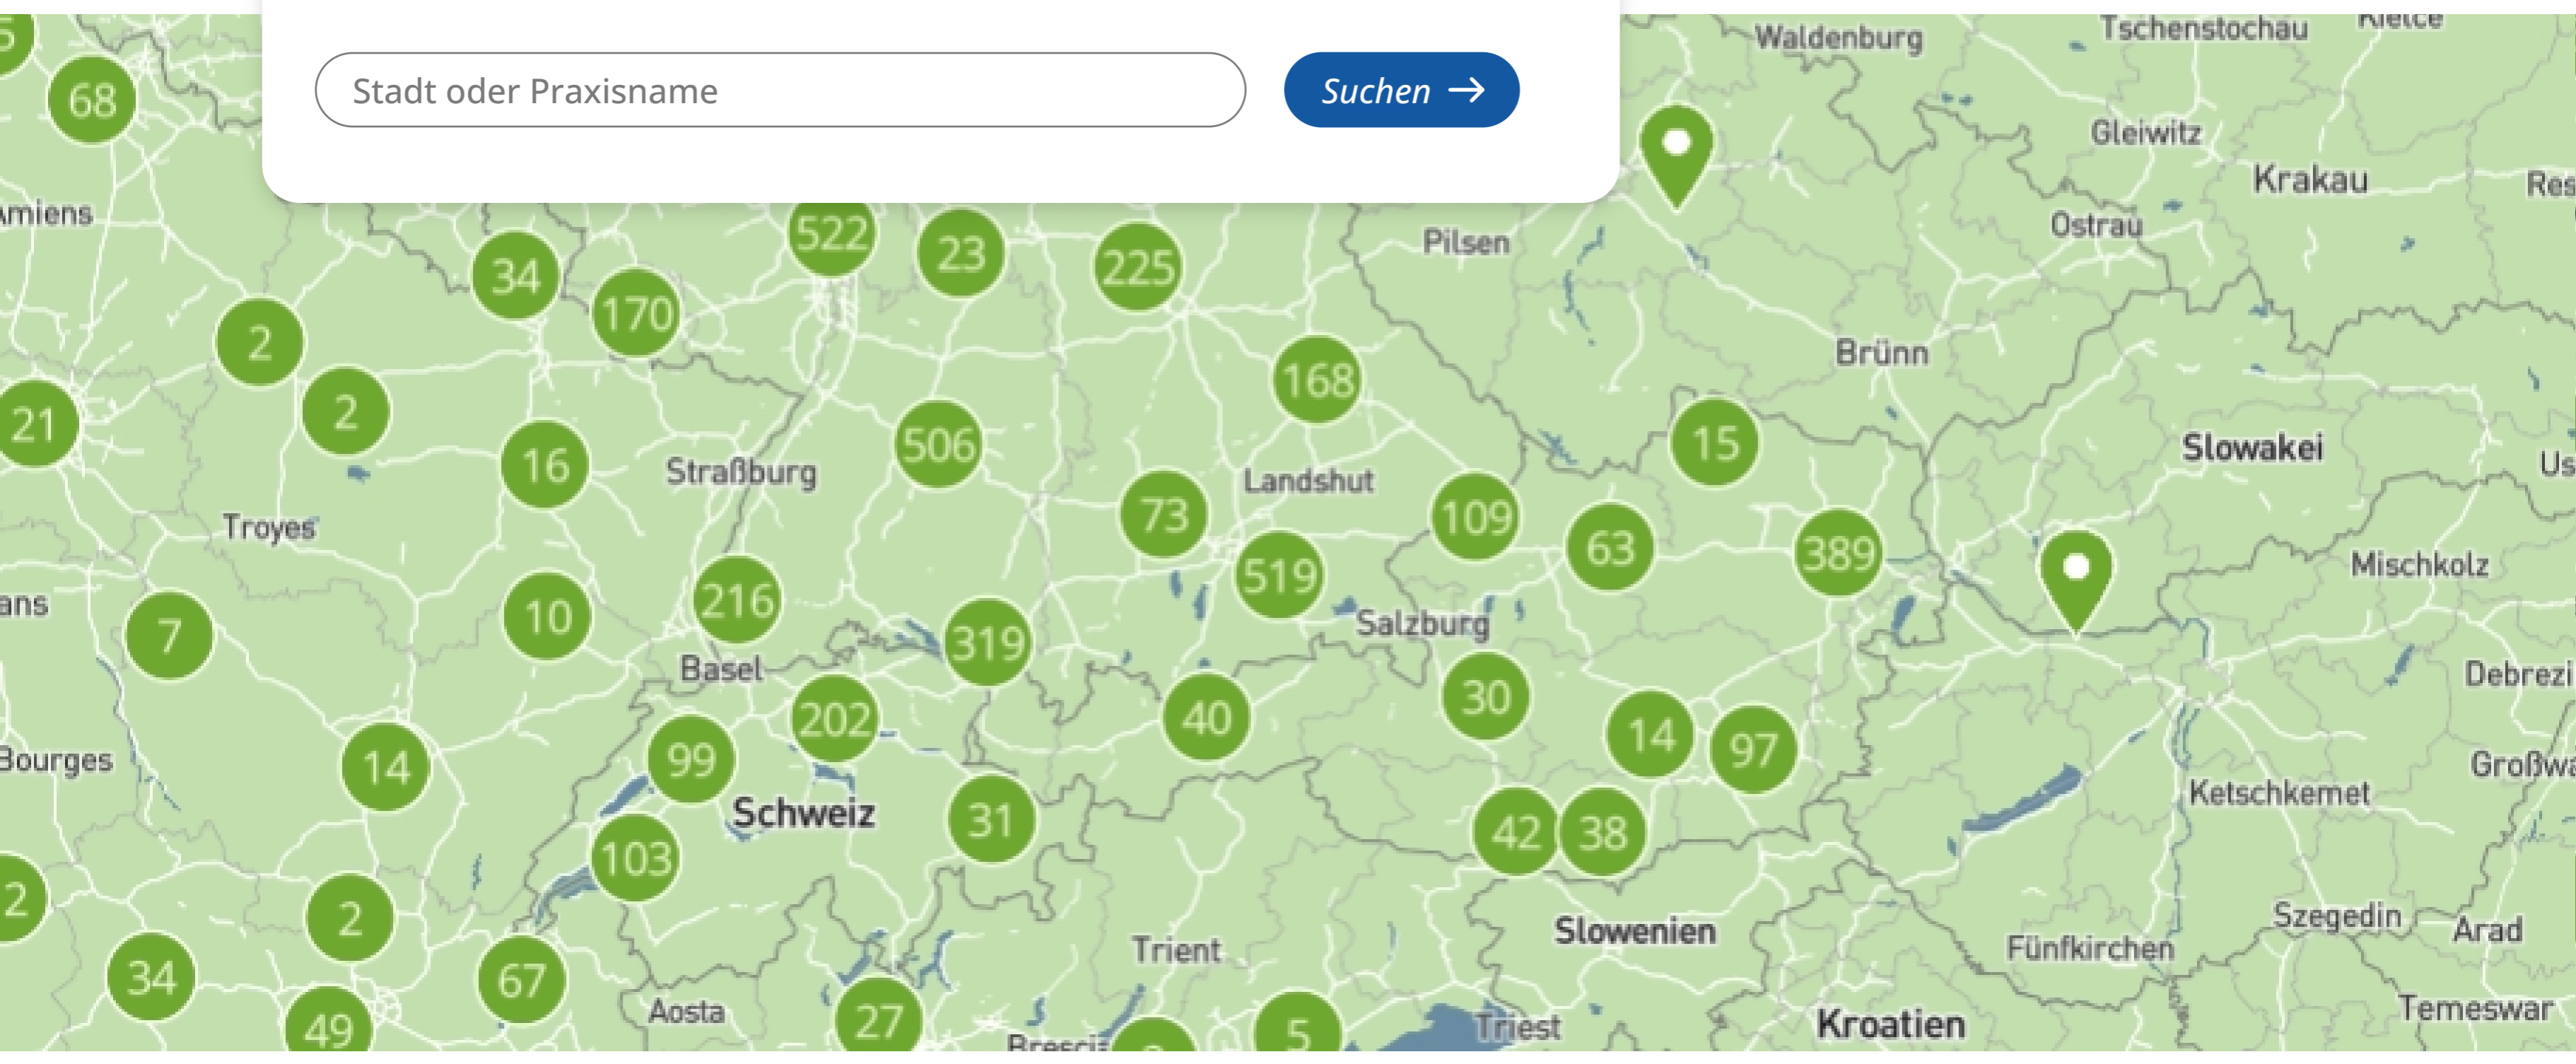 Stadt oder Praxisname
Suchen
Waldenburg
Tschenstochau
Kielce
68
Gleiwitz
Krakau
Amiens
Ostrau
522
23
Pilsen
225
34
170
2
Brünn
168
2
21
506
15
Slowakei
16
Straßburg
Landshut
73
109
Troyes
63
389
Mischkolz
519
216
10
Salzburg
7
319
Basel
30
202
40
14
97
99
Bourges
14
Ketschkemet
Schweiz
31
42
38
103
2
2
Szegedin
Arad
Slowenien
Fünfkirchen
Trient
34
67
Temeswar
Aosta
27
Kroatien
Triest
49
5